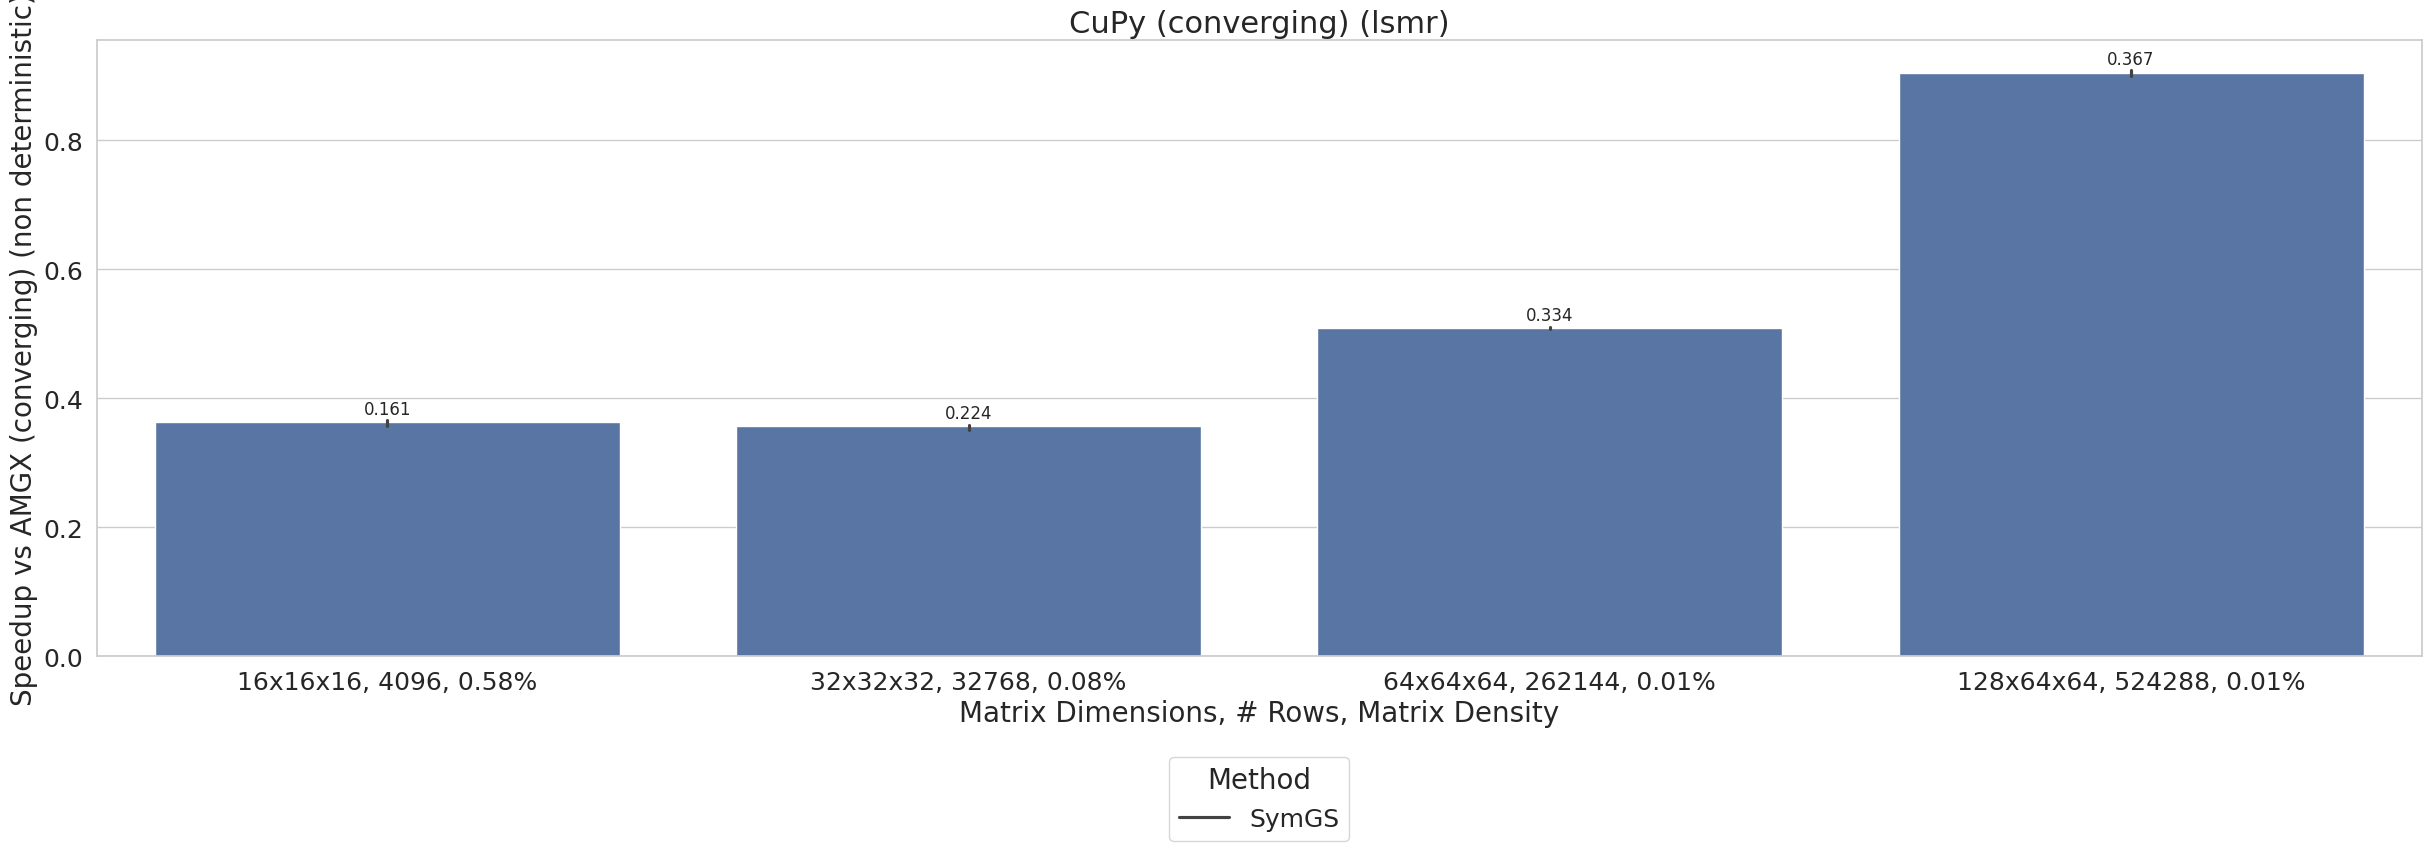 CuPy (converging) (lsmr)
Speedup vs AMGX (converging) (non deterministic)
0.8
0.6
0.4
0.2
0.0
0.161
0.224
0.334
0.367
16x16x16, 4096, 0.58%
32x32x32, 32768, 0.08%
64x64x64, 262144, 0.01%
128x64x64, 524288, 0.01%
Matrix Dimensions, # Rows, Matrix Density
Method
SymGS